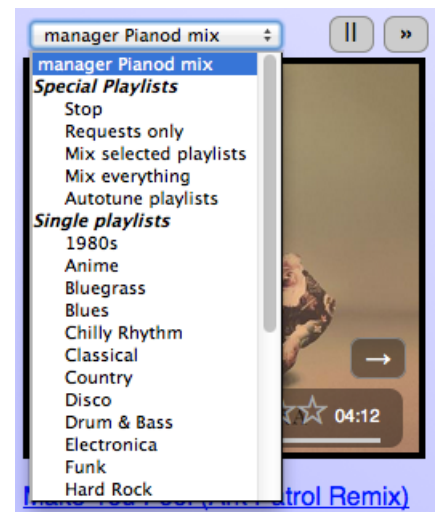 manager Pianod mix
II »
manager Pianod mix
Special Playlists
Stop
Requests only
Mix selected playlists
Mix everything
Autotune playlists
Single playlists
1980s
Anime
Bluegrass
Blues
Chilly Rhythm
Classical
Country
Disco
Drum & Bass
Electronica
Funk
Hard Rock
→
04:12
trol Remix)